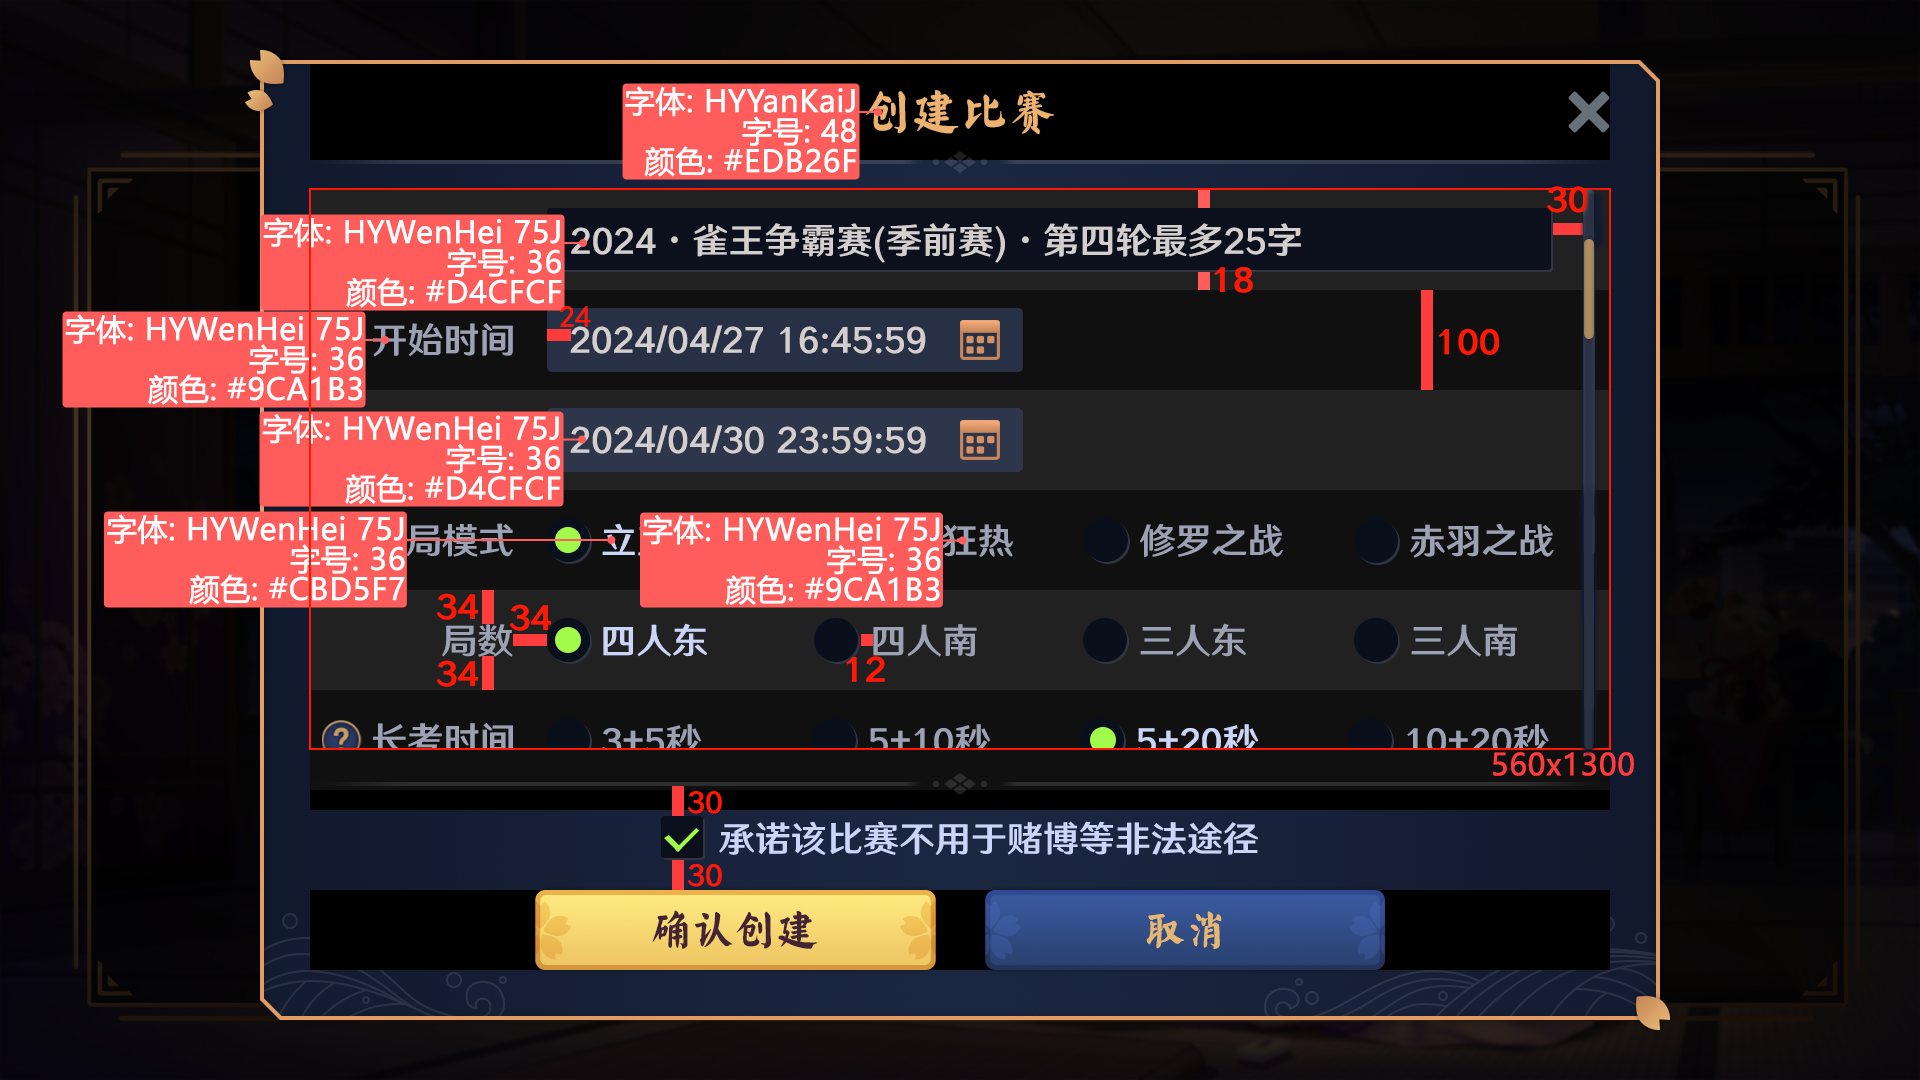 字体: HYYanKaiJ
字号: 48
颜色: #EDB26F
创建比赛
30
字体: HYWenHei 75J
字号: 36
颜色: #D4CFCF
2024·雀王争霸赛(季前赛)·第四轮最多25字
18
字体: HYWenHei 75J
字号: 36
颜色: #9CA1B3
开始时间
24
2024/04/27 16:45:59
100
字体: HYWenHei 75J
字号: 36
颜色: #D4CFCF
2024/04/30 23:59:59
字体: HYWenHei 75J
字号: 36
颜色: #CBD5F7
局模式
立
字体: HYWenHei 75J
字号: 36
颜色: #9CA1B3
狂热
修罗之战
赤羽之战
34
34
34
局数
四人东
四人南
12
三人东
三人南
? 长考时间
3+5秒
5+10秒
5+20秒
10+20秒
560x1300
30
承诺该比赛不用于赌博等非法途径
30
确认创建
取消